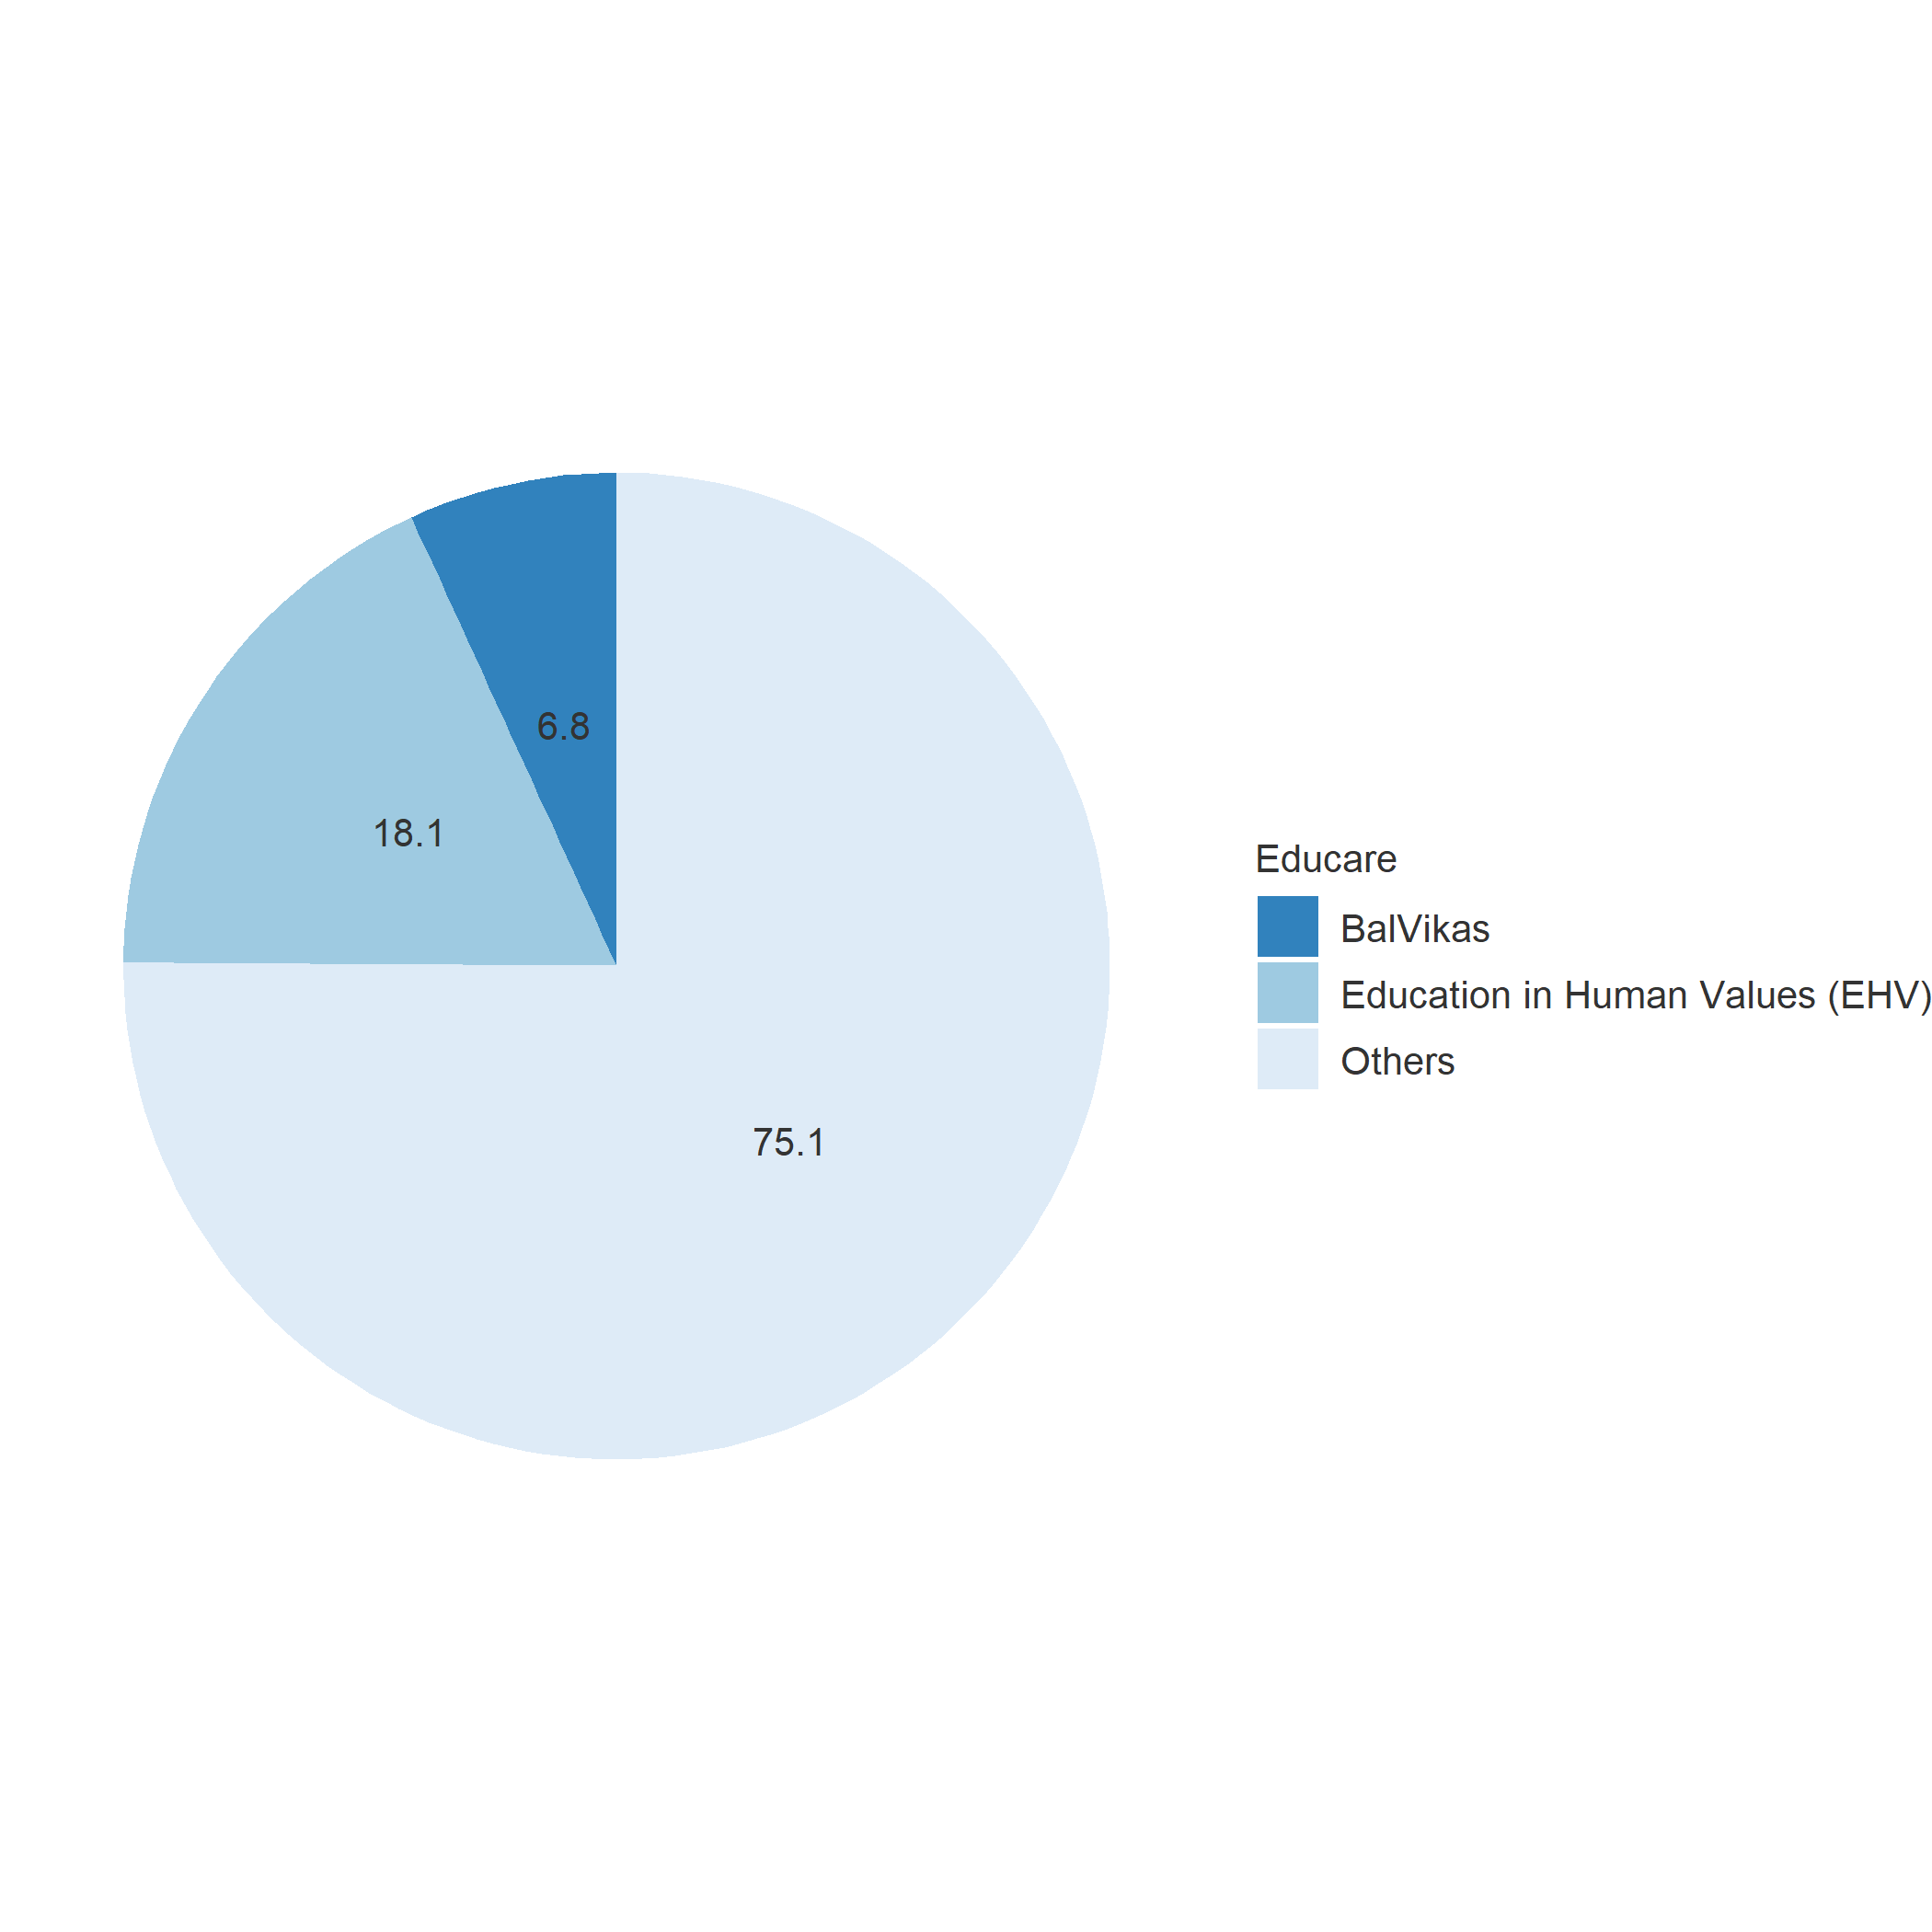 6.8
18.1
75.1
Educare
BalVikas
Education in Human Values (EHV)
Others